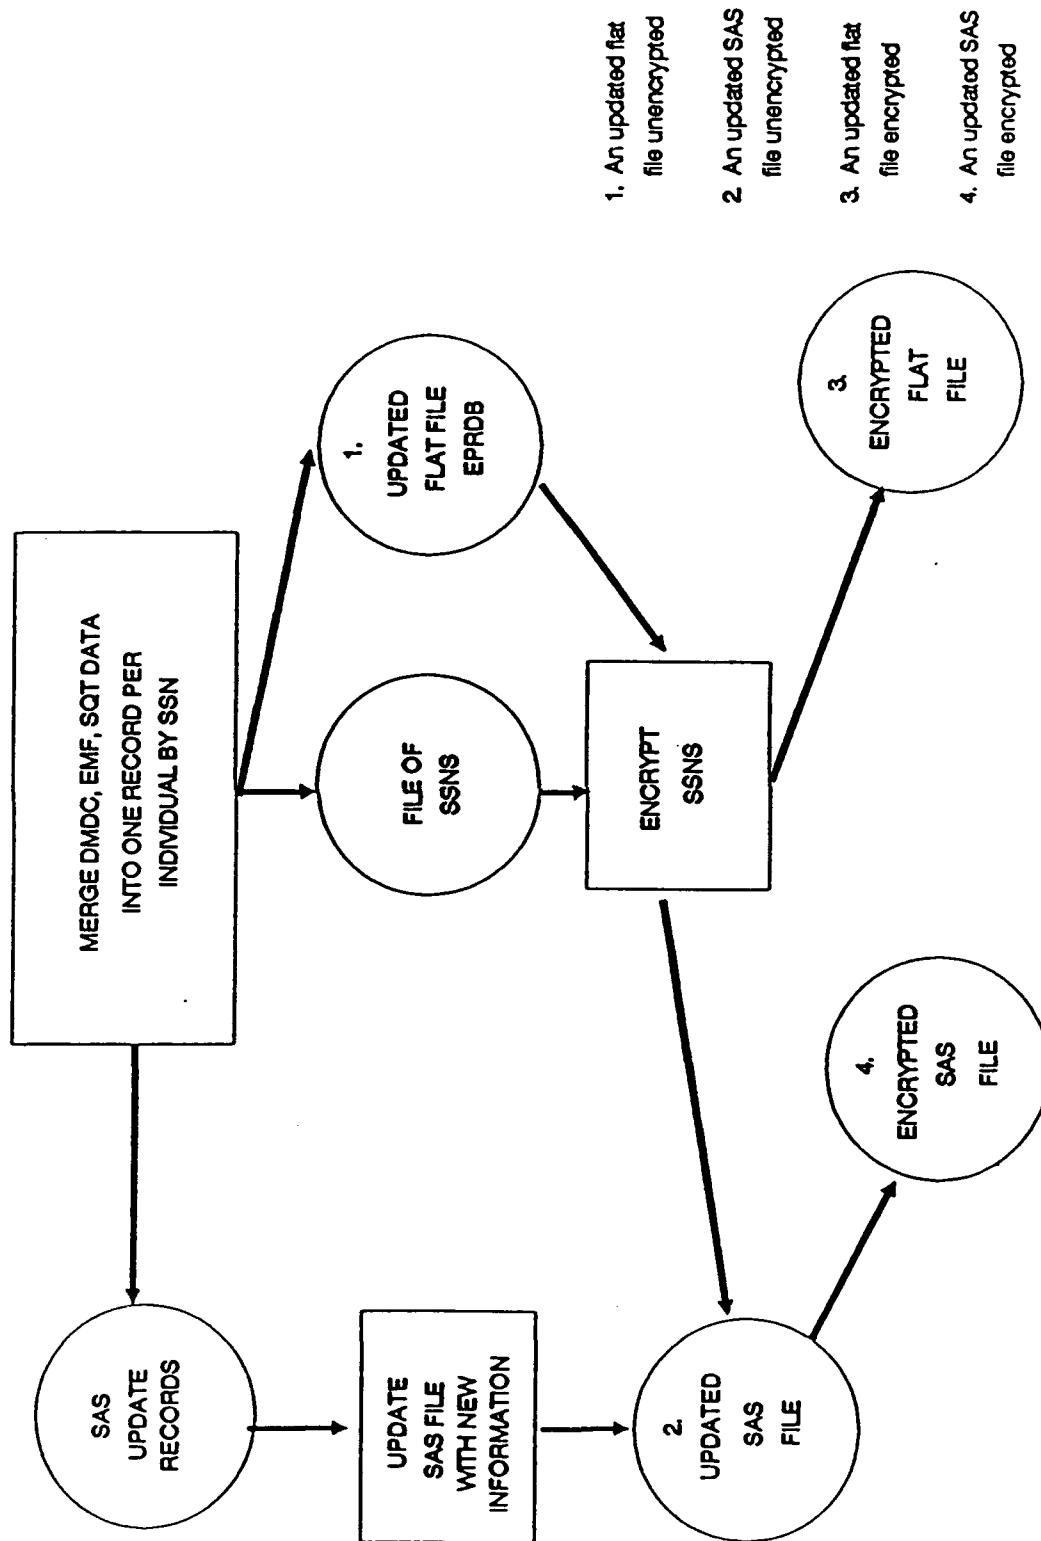 SAS
UPDATE
RECORDS
UPDATE
SAS FILE
WITH NEW
INFORMATION
2.
UPDATED
SAS
FILE
MERGE DMDC, EMF, SQT DATA
INTO ONE RECORD PER
INDIVIDUAL BY SSN
FILE OF
SSNS
ENCRYPT
SSNS
4.
ENCRYPTED
SAS
FILE
1.
UPDATED
FLAT FILE
EPRDB
3.
ENCRYPTED
FLAT
FILE
1. An updated flat
file unencrypted
2. An updated SAS
file unencrypted
3. An updated flat
file encrypted
4. An updated SAS
file encrypted